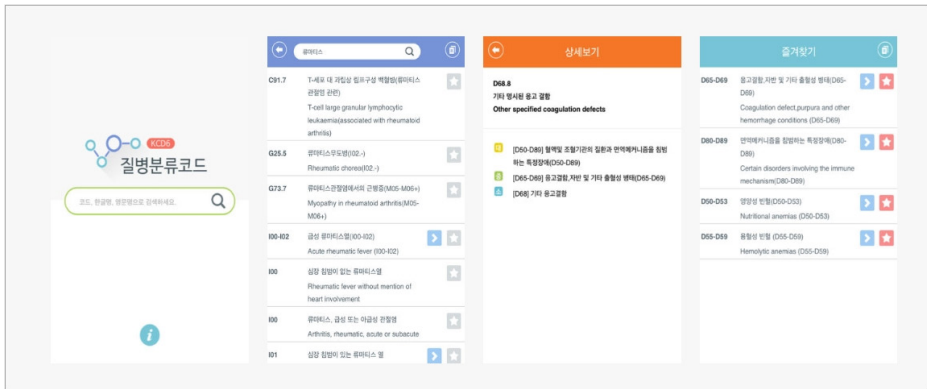 KCD6
질병분류코드
코드, 한글명, 영문명으로 검색하세요.
i
류마티스
C91.7
T-세포 대 과립성 림프구성 백혈병(류마티스
관절염 관련)
T-cell large granular lymphocytic
leukaemia(associated with rheumatoid
arthritis)
G25.5
류마티스무도병(I02.-)
Rheumatic chorea(I02.-)
G73.7
류마티스관절염에서의 근병증(M05-M06+)
Myopathy in rheumatoid arthritis(M05-
M06+)
I00-I02
급성 류마티스열(I00-I02)
Acute rheumatic fever (I00-I02)
I00
심장 침범이 없는 류마티스열
Rheumatic fever without mention of
heart involvement
I00
류마티스, 급성 또는 아급성 관절염
Arthritis, rheumatic, acute or subacute
I01
심장 침범이 있는 류마티스 열
상세보기
D68.8
기타 명시된 응고 결함
Other specified coagulation defects
대
[D50-D89] 혈액및 조혈기관의 질환과 면역메커니즘을 침범
하는 특정장애(D50-D89)
중
[D65-D69] 응고결함,자반 및 기타 출혈성 병태(D65-D69)
소
[D68] 기타 응고결함
즐겨찾기
D65-D69
응고결함,자반 및 기타 출혈성 병태(D65-
D69)
Coagulation defect,purpura and other
hemorrhage conditions (D65-D69)
D80-D89
면역메커니즘을 침범하는 특정장애(D80-
D89)
Certain disorders involving the immune
mechanism(D80-D89)
D50-D53
영양성 빈혈(D50-D53)
Nutritional anemias (D50-D53)
D55-D59
용혈성 빈혈 (D55-D59)
Hemolytic anemias (D55-D59)